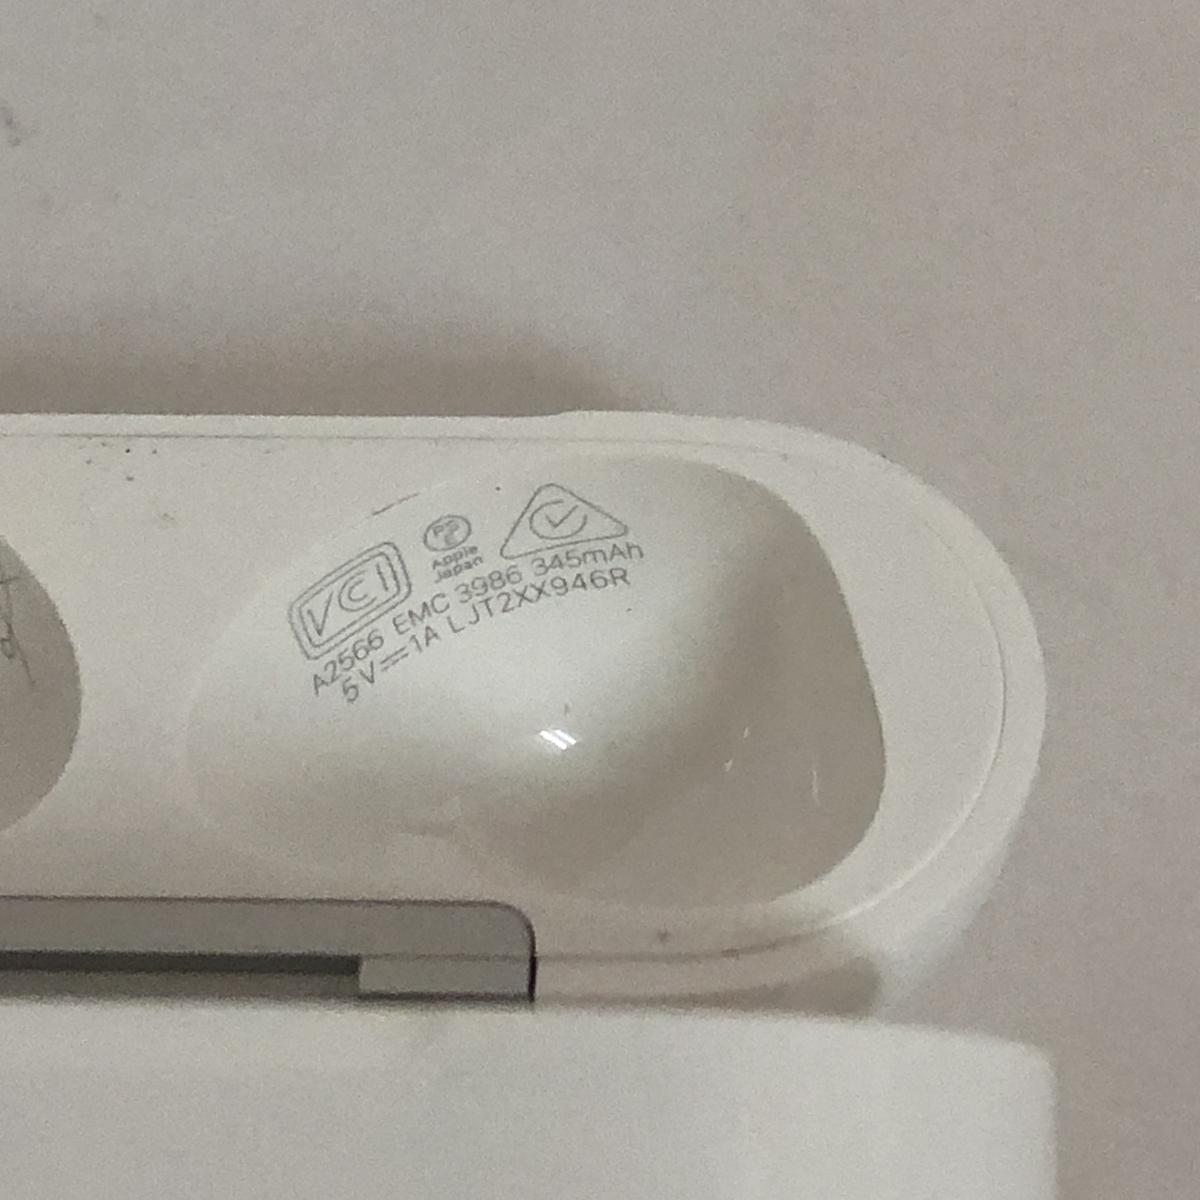 VCI
Apple
Japan
A2566 EMC 3986 345mAh
5V⎓1A LJT2XX946R